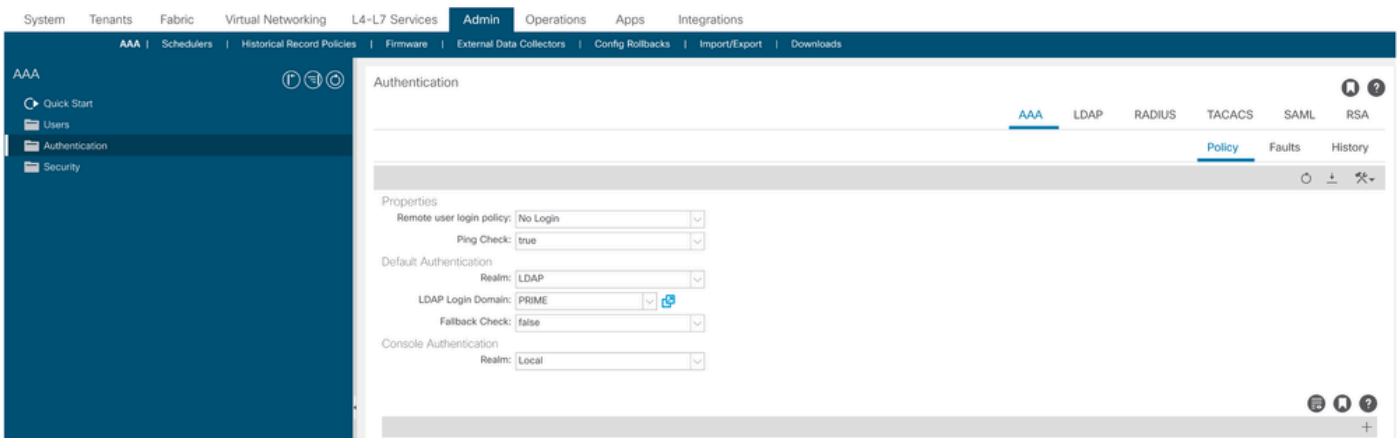 System Tenants Fabric Virtual Networking L4-L7 Services Admin Operations Apps Integrations
AAA | Schedulers | Historical Record Policies | Firmware | External Data Collectors | Config Rollbacks | Import/Export | Downloads
AAA
Quick Start
Users
Authentication
Security
Authentication
AAA LDAP RADIUS TACACS SAML RSA
Policy Faults History
Properties
Remote user login policy: No Login
Ping Check: true
Default Authentication
Realm: LDAP
LDAP Login Domain: PRIME
Fallback Check: false
Console Authentication
Realm: Local